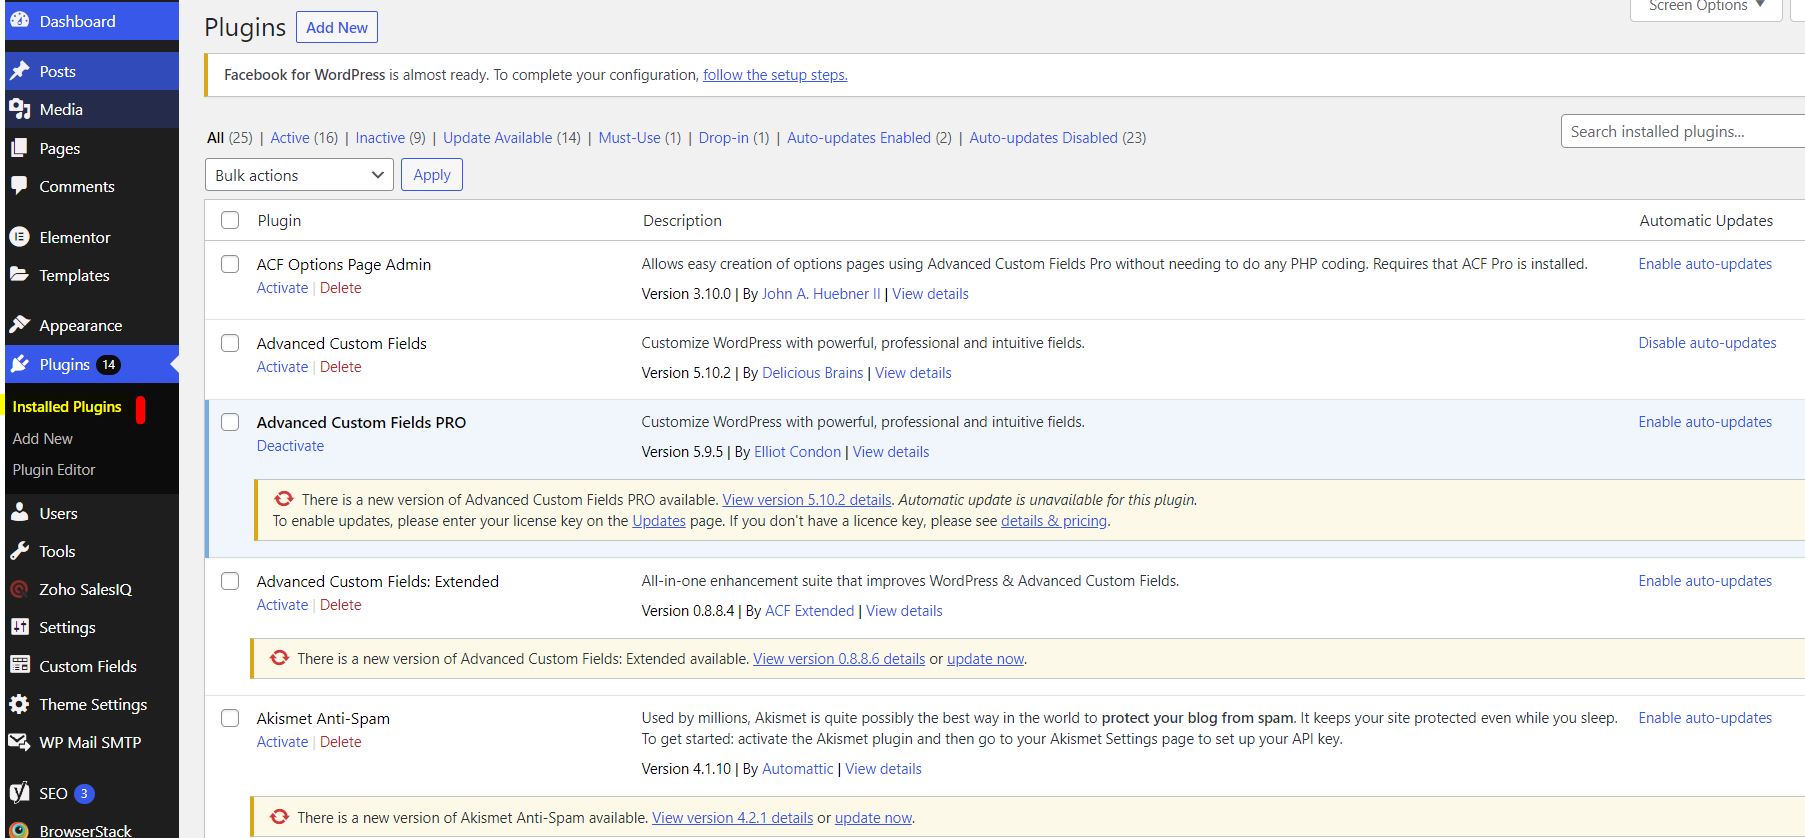 Dashboard
Posts
Media
Pages
Comments
Elementor
Templates
Appearance
Plugins 14
Installed Plugins
Add New
Plugin Editor
Users
Tools
Zoho SalesIQ
Settings
Custom Fields
Theme Settings
WP Mail SMTP
SEO 3
BrowserStack
Screen Options
Plugins Add New
Facebook for WordPress is almost ready. To complete your configuration, follow the setup steps.
All (25) | Active (16) | Inactive (9) | Update Available (14) | Must-Use (1) | Drop-in (1) | Auto-updates Enabled (2) | Auto-updates Disabled (23)
Search installed plugins...
Bulk actions Apply
Plugin Description Automatic Updates
ACF Options Page Admin Allows easy creation of options pages using Advanced Custom Fields Pro without needing to do any PHP coding. Requires that ACF Pro is installed. Enable auto-updates
Activate | Delete
Version 3.10.0 | By John A. Huebner II | View details
Advanced Custom Fields Customize WordPress with powerful, professional and intuitive fields. Disable auto-updates
Activate | Delete
Version 5.10.2 | By Delicious Brains | View details
Advanced Custom Fields PRO Customize WordPress with powerful, professional and intuitive fields. Enable auto-updates
Deactivate
Version 5.9.5 | By Elliot Condon | View details
There is a new version of Advanced Custom Fields PRO available. View version 5.10.2 details. Automatic update is unavailable for this plugin.
To enable updates, please enter your license key on the Updates page. If you don't have a licence key, please see details & pricing.
Advanced Custom Fields: Extended All-in-one enhancement suite that improves WordPress & Advanced Custom Fields. Enable auto-updates
Activate | Delete
Version 0.8.8.4 | By ACF Extended | View details
There is a new version of Advanced Custom Fields: Extended available. View version 0.8.8.6 details or update now.
Akismet Anti-Spam Used by millions, Akismet is quite possibly the best way in the world to protect your blog from spam. It keeps your site protected even while you sleep. Enable auto-updates
Activate | Delete To get started: activate the Akismet plugin and then go to your Akismet Settings page to set up your API key.
Version 4.1.10 | By Automattic | View details
There is a new version of Akismet Anti-Spam available. View version 4.2.1 details or update now.